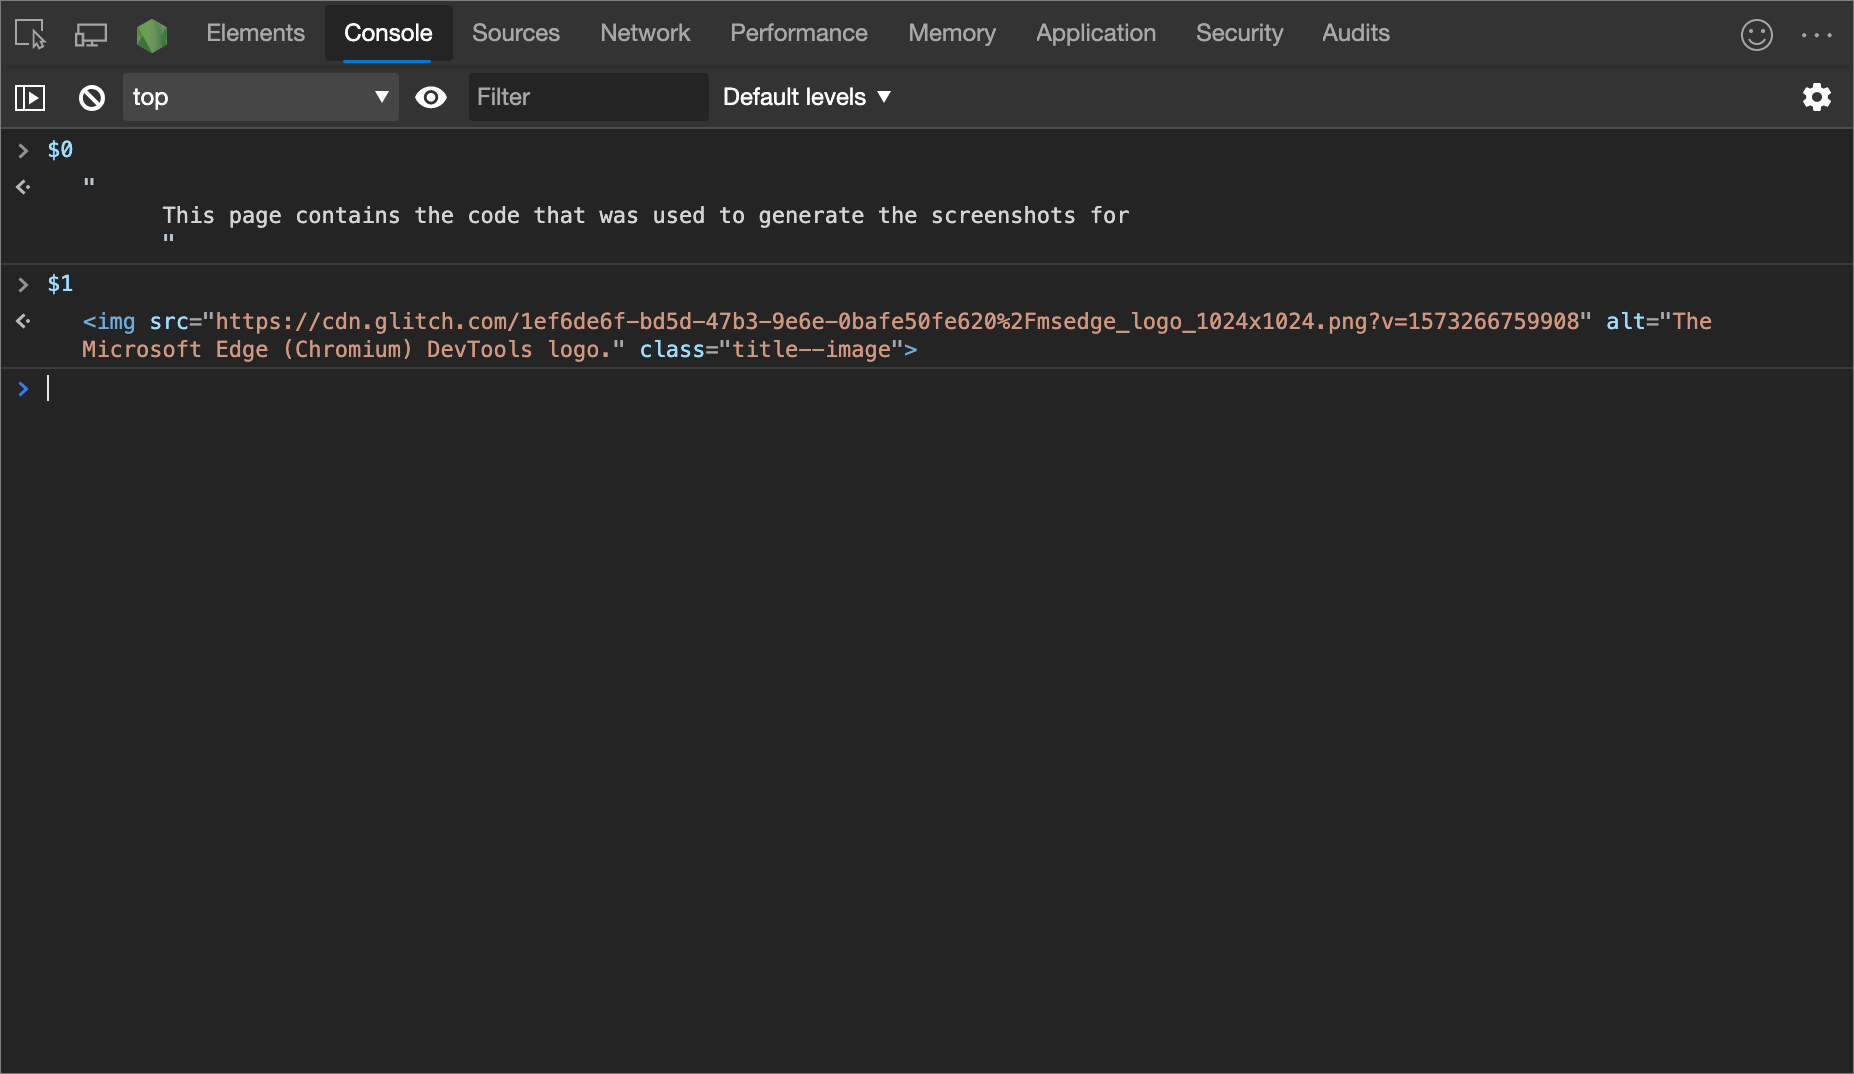 Elements Console Sources Network Performance Memory Application Security Audits
top Filter Default levels
$0
"
This page contains the code that was used to generate the screenshots for
"
$1
<img src="https://cdn.glitch.com/1ef6de6f-bd5d-47b3-9e6e-0bafe50fe620%2Fmsedge_logo_1024x1024.png?v=1573266759908" alt="The
Microsoft Edge (Chromium) DevTools logo." class="title--image">